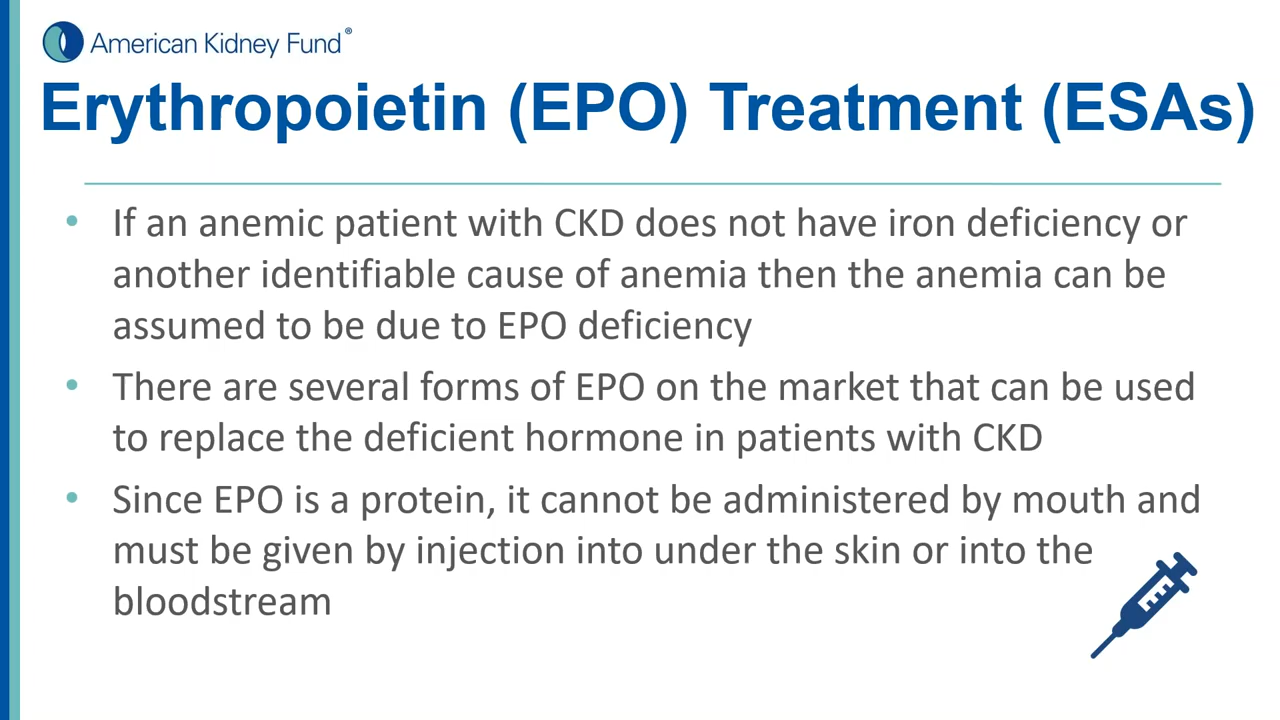 American Kidney Fund®
Erythropoietin (EPO) Treatment (ESAs)
• If an anemic patient with CKD does not have iron deficiency or
another identifiable cause of anemia then the anemia can be
assumed to be due to EPO deficiency
• There are several forms of EPO on the market that can be used
to replace the deficient hormone in patients with CKD
• Since EPO is a protein, it cannot be administered by mouth and
must be given by injection into under the skin or into the
bloodstream